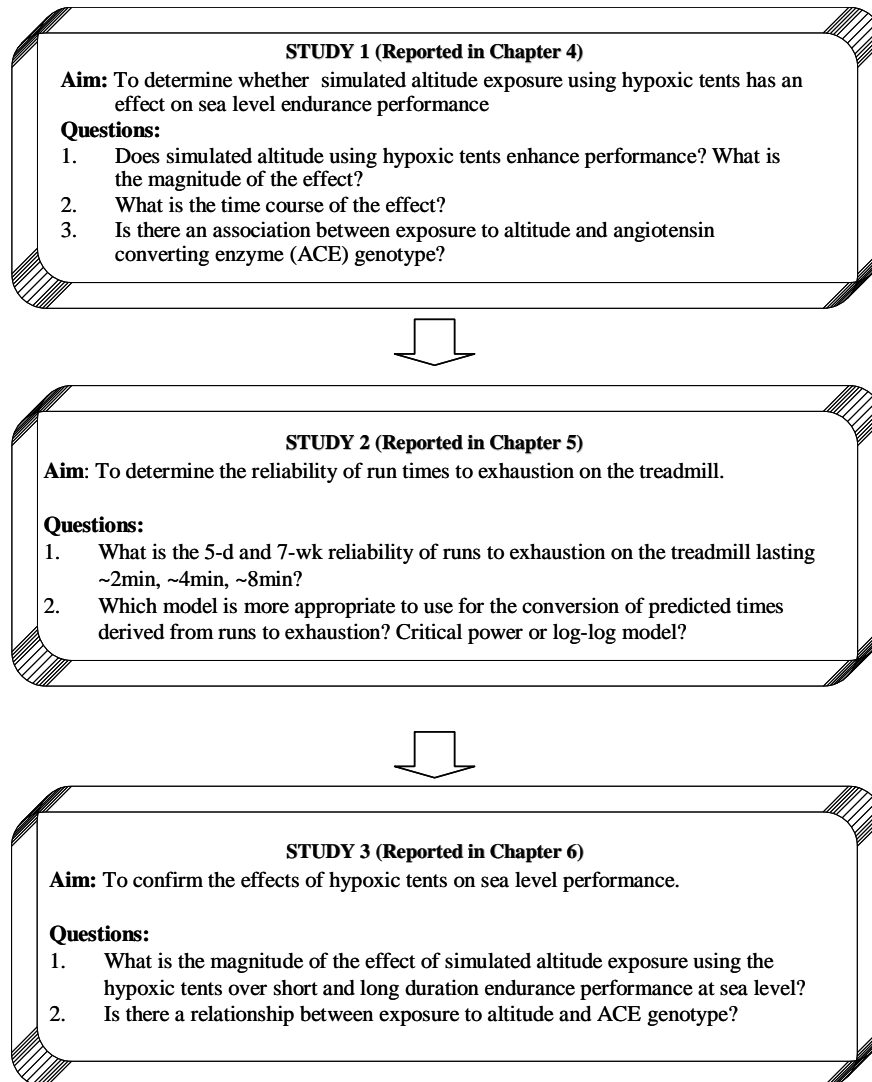 STUDY 1 (Reported in Chapter 4)
Aim: To determine whether simulated altitude exposure using hypoxic tents has an
effect on sea level endurance performance
Questions:
1. Does simulated altitude using hypoxic tents enhance performance? What is
the magnitude of the effect?
2. What is the time course of the effect?
3. Is there an association between exposure to altitude and angiotensin
converting enzyme (ACE) genotype?
STUDY 2 (Reported in Chapter 5)
Aim: To determine the reliability of run times to exhaustion on the treadmill.
Questions:
1. What is the 5-d and 7-wk reliability of runs to exhaustion on the treadmill lasting
~2min, ~4min, ~8min?
2. Which model is more appropriate to use for the conversion of predicted times
derived from runs to exhaustion? Critical power or log-log model?
STUDY 3 (Reported in Chapter 6)
Aim: To confirm the effects of hypoxic tents on sea level performance.
Questions:
1. What is the magnitude of the effect of simulated altitude exposure using the
hypoxic tents over short and long duration endurance performance at sea level?
2. Is there a relationship between exposure to altitude and ACE genotype?